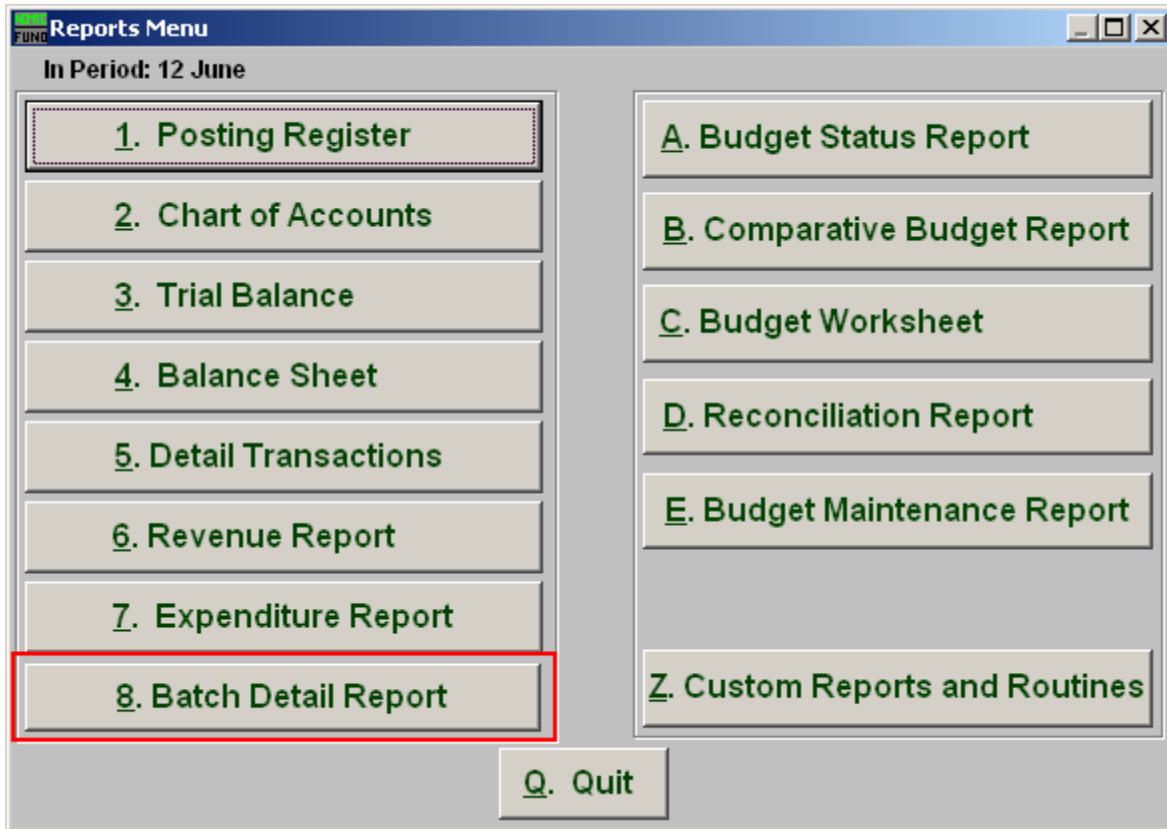 Reports Menu
FUND
In Period: 12 June
1. Posting Register
2. Chart of Accounts
3. Trial Balance
4. Balance Sheet
5. Detail Transactions
6. Revenue Report
7. Expenditure Report
8. Batch Detail Report
A. Budget Status Report
B. Comparative Budget Report
C. Budget Worksheet
D. Reconciliation Report
E. Budget Maintenance Report
Z. Custom Reports and Routines
Q. Quit